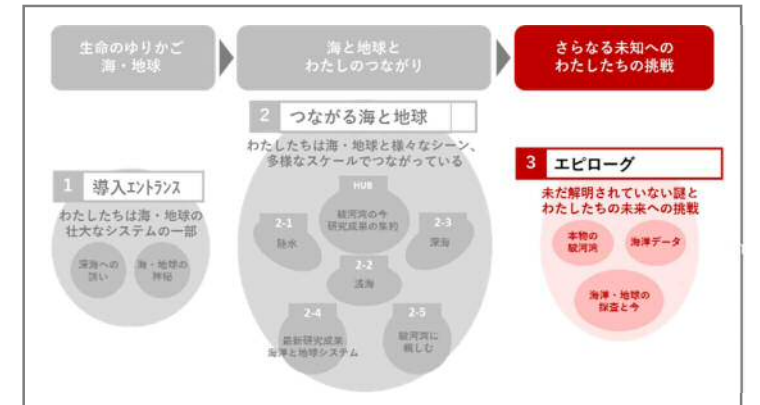 生命のゆりかご
海・地球
海と地球と
わたしのつながり
さらなる未知への
わたしたちの挑戦
1 導入エントランス
わたしたちは海・地球の
壮大なシステムの一部
深海への
誘い
海・地球の
神秘
2 つながる海と地球
わたしたちは海・地球と様々なシーン、
多様なスケールでつながっている
HUB
駿河湾の今
研究成果の集約
2-1
陸水
2-3
深海
2-2
浅海
2-4
最新研究成果
海洋と地球システム
2-5
駿河湾に
親しむ
3 エピローグ
未だ解明されていない謎と
わたしたちの未来への挑戦
本物の
駿河湾
海洋データ
海洋・地球の
探査と今